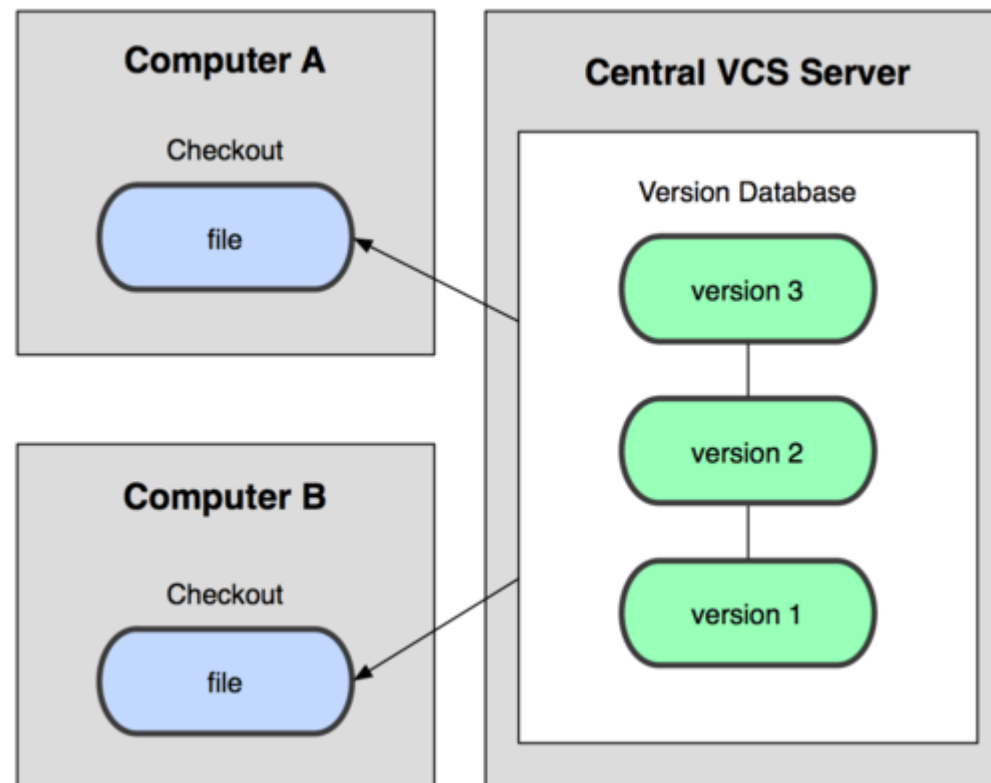 Computer A
Checkout
file
Computer B
Checkout
file
Central VCS Server
Version Database
version 3
version 2
version 1